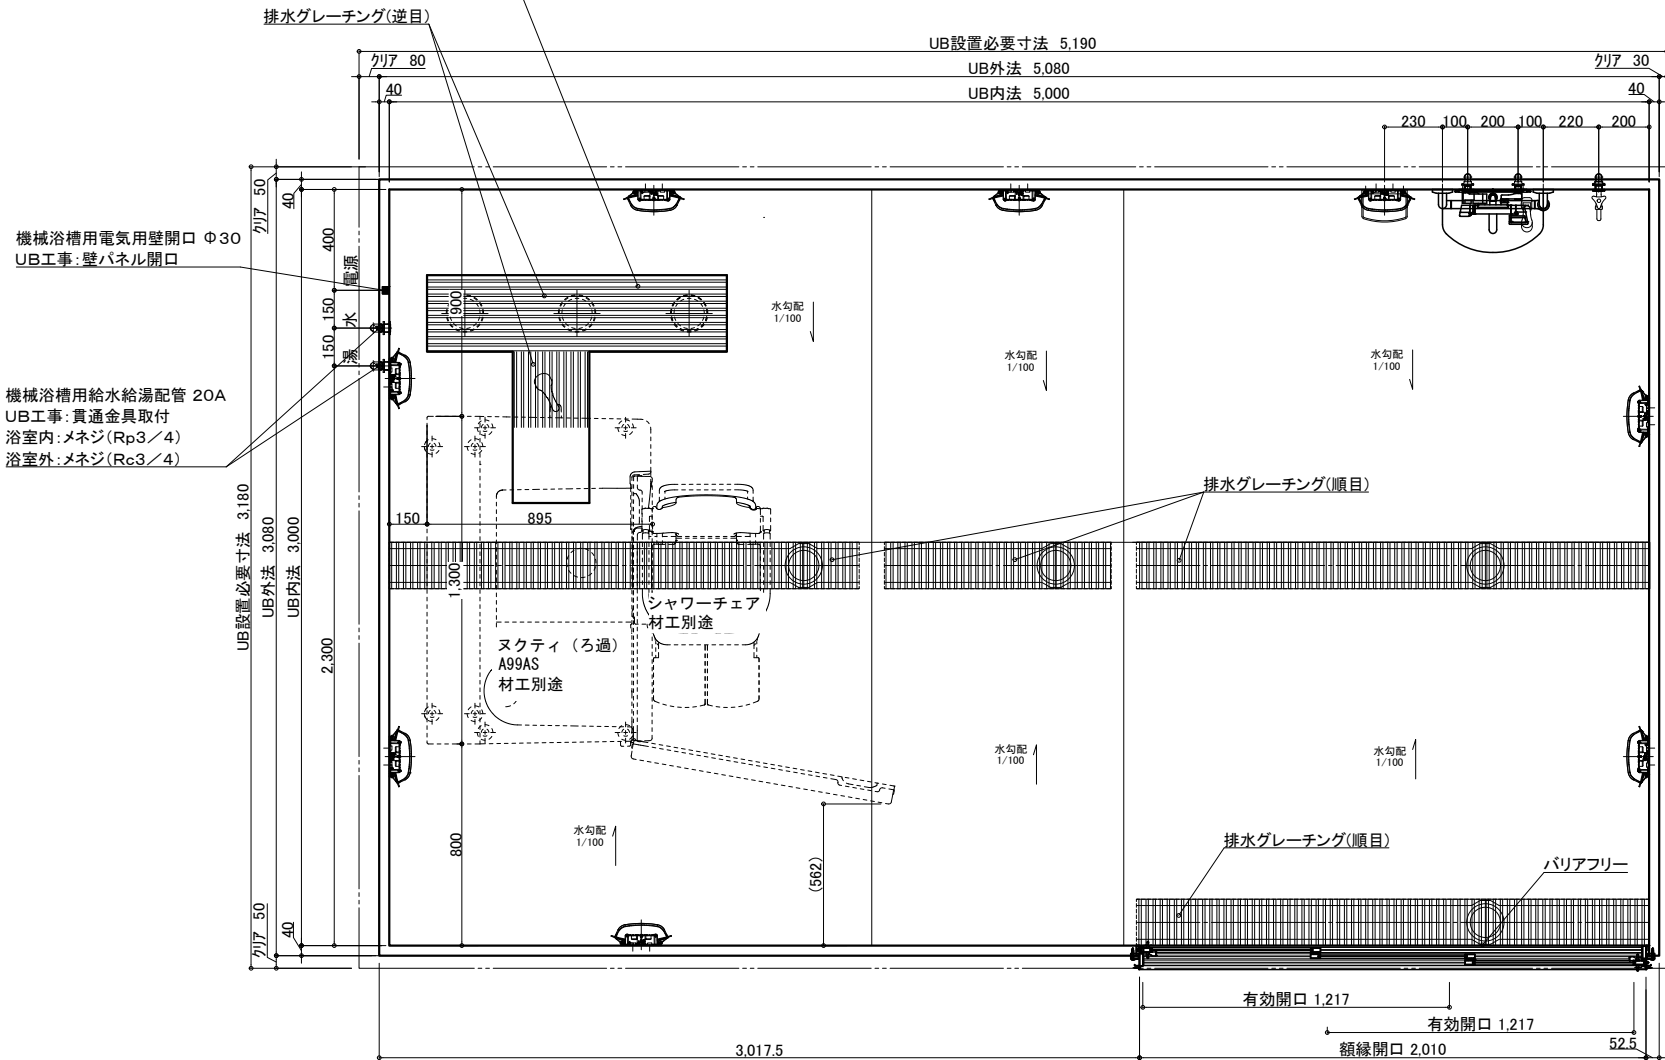 排水グレーチング(逆目)
UB設置必要寸法 5,190
クリア 80
UB外法 5,080
クリア 30
40
UB内法 5,000
40
230 100 200 100 220 200
クリア 50
40
機械浴槽用電気用壁開口 Φ30
UB工事:壁パネル開口
400
電源
150
水
150
湯
900
水勾配
1/100
水勾配
1/100
水勾配
1/100
機械浴槽用給水給湯配管 20A
UB工事:貫通金具取付
浴室内:メネジ(Rp3/4)
浴室外:メネジ(Rc3/4)
排水グレーチング(順目)
150
895
UB設置必要寸法 3,180
UB外法 3,080
UB内法 3,000
1,300
シャワーチェア
材工別途
2,300
ヌクティ (ろ過)
A99AS
材工別途
水勾配
1/100
水勾配
1/100
水勾配
1/100
800
(562)
排水グレーチング(順目)
バリアフリー
クリア 50
40
有効開口 1,217
有効開口 1,217
3,017.5
額縁開口 2,010
52.5